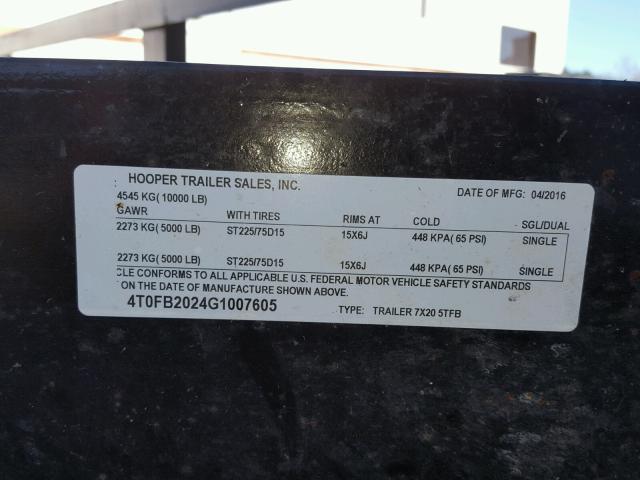 HOOPER TRAILER SALES, INC.
DATE OF MFG: 04/2016
: 4545 KG( 10000 LB)
GAWR WITH TIRES RIMS AT COLD SGL/DUAL
2273 KG( 5000 LB) ST225/75D15 15X6J 448 KPA( 65 PSI) SINGLE
2273 KG( 5000 LB) ST225/75D15 15X6J 448 KPA( 65 PSI) SINGLE
CLE CONFORMS TO ALL APPLICABLE U.S. FEDERAL MOTOR VEHICLE SAFETY STANDARDS
T ON THE DATE OF MANUFACTURE SHOWN ABOVE.
4T0FB2024G1007605 TYPE: TRAILER 7X20 5TFB